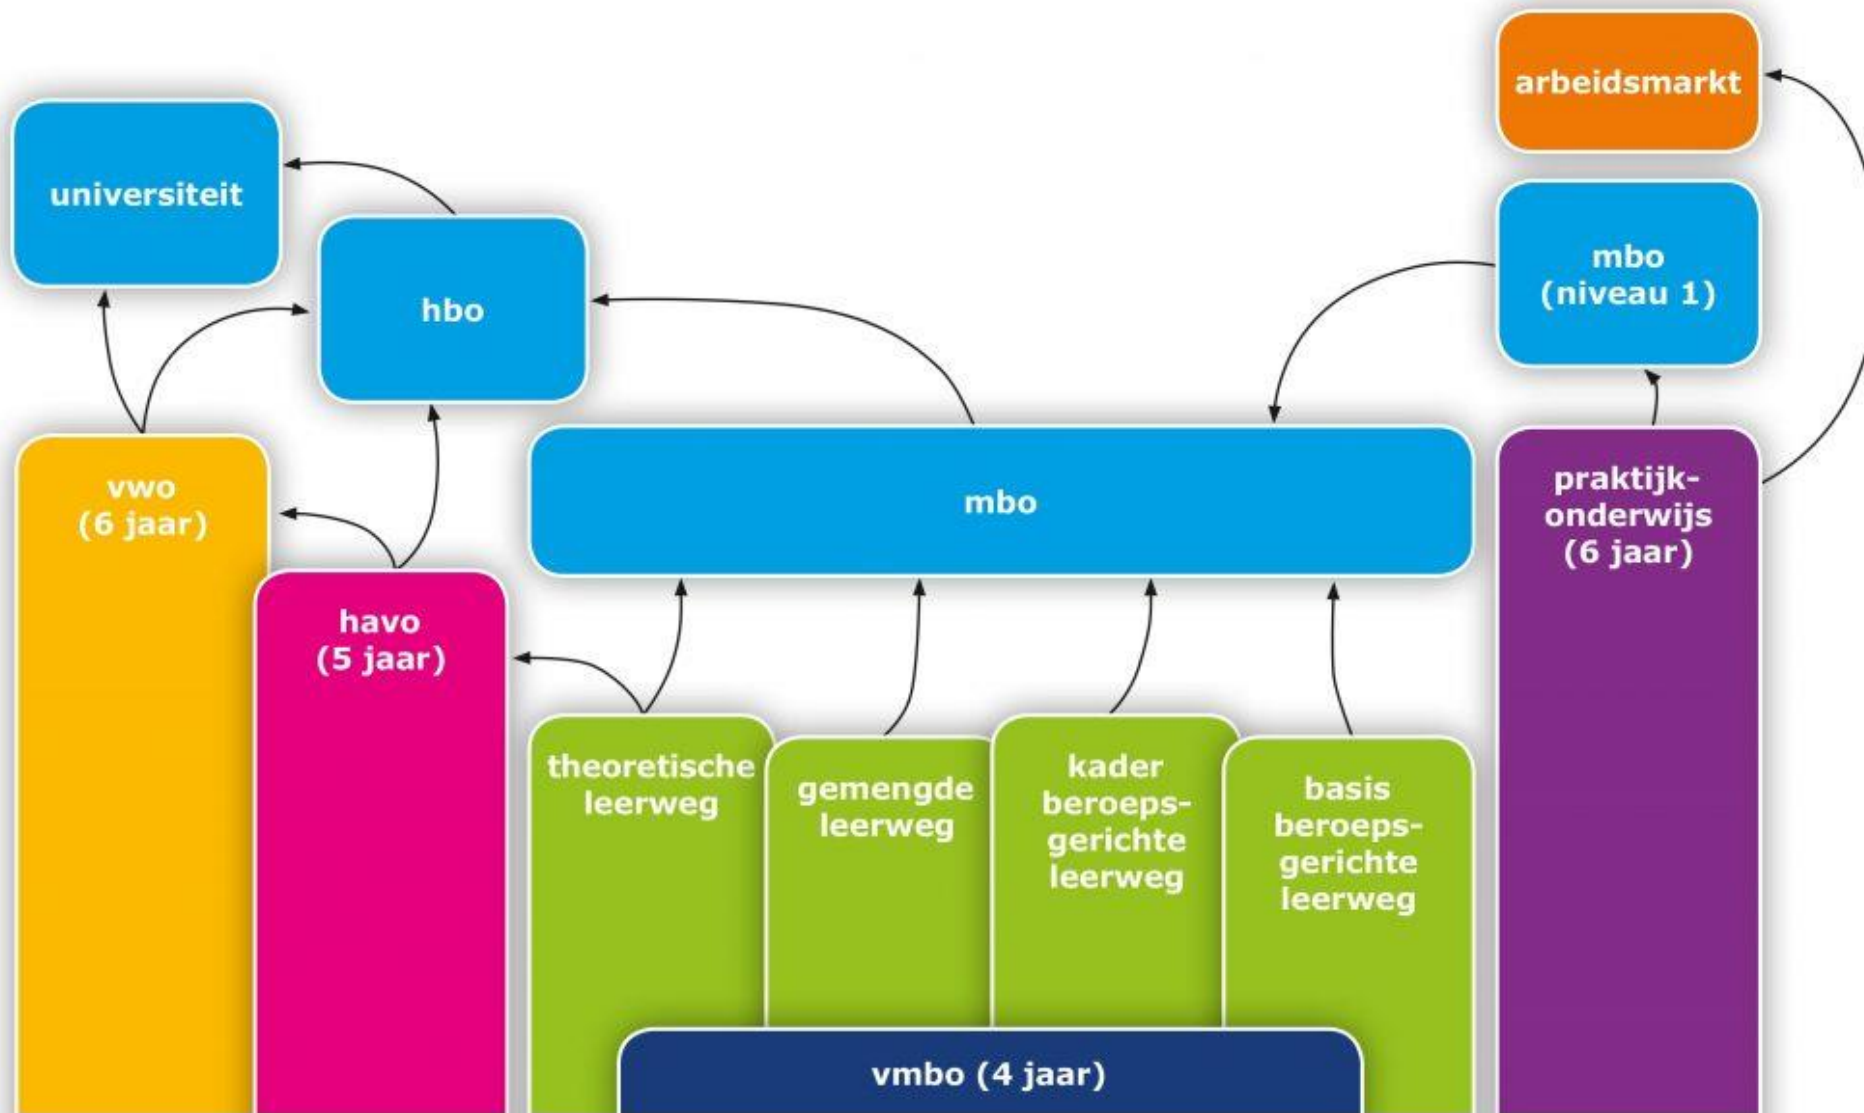 arbeidsmarkt
universiteit
hbo
mbo
(niveau 1)
vwo
(6 jaar)
mbo
praktijk-
onderwijs
(6 jaar)
havo
(5 jaar)
theoretische
leerweg
gemengde
leerweg
kader
beroeps-
gerichte
leerweg
basis
beroeps-
gerichte
leerweg
vmbo (4 jaar)